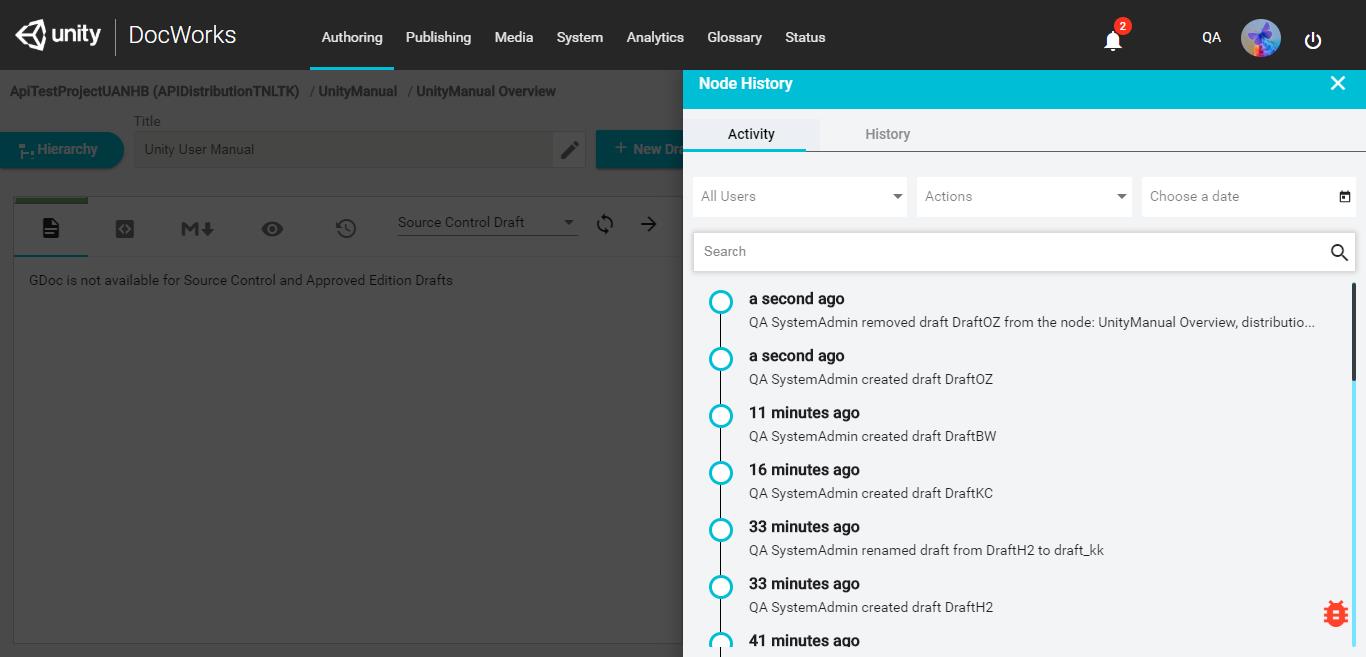 unity DocWorks Authoring Publishing Media System Analytics Glossary Status 2 QA
ApiTestProjectUANHB (APIDistributionTNLTK) / UnityManual / UnityManual Overview
Title
Hierarchy Unity User Manual + New Dra
M Source Control Draft
GDoc is not available for Source Control and Approved Edition Drafts
Node History
Activity History
All Users Actions Choose a date
Search
a second ago
QA SystemAdmin removed draft DraftOZ from the node: UnityManual Overview, distributio...
a second ago
QA SystemAdmin created draft DraftOZ
11 minutes ago
QA SystemAdmin created draft DraftBW
16 minutes ago
QA SystemAdmin created draft DraftKC
33 minutes ago
QA SystemAdmin renamed draft from DraftH2 to draft_kk
33 minutes ago
QA SystemAdmin created draft DraftH2
41 minutes ago